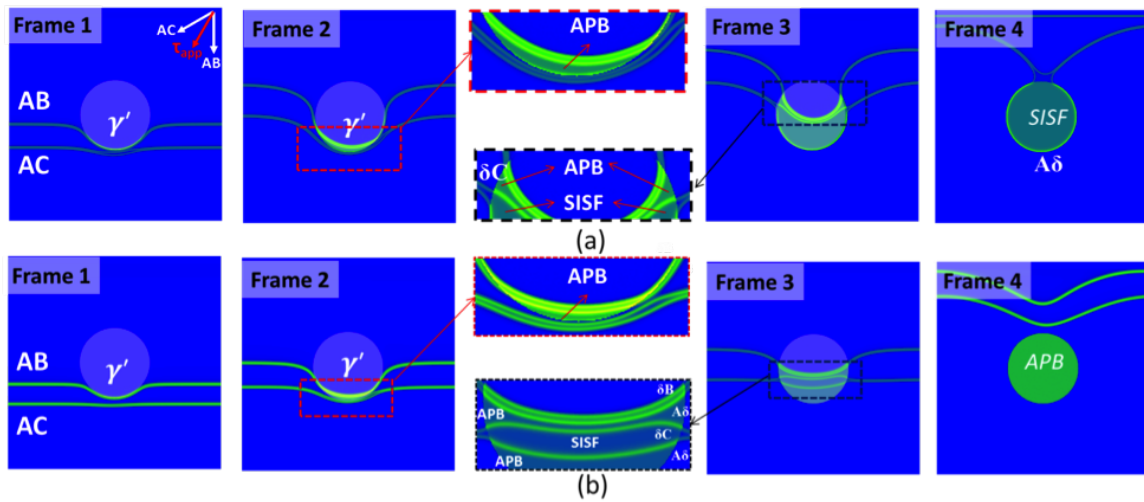 Frame 1
AC
τapp
AB
AB
γ′
AC
Frame 2
γ′
APB
δC
APB
SISF
Frame 3
Frame 4
SISF
Aδ
(a)
Frame 1
AB
γ′
AC
Frame 2
γ′
APB
δB
APB
Aδ
SISF
δC
APB
Aδ
Frame 3
Frame 4
APB
(b)